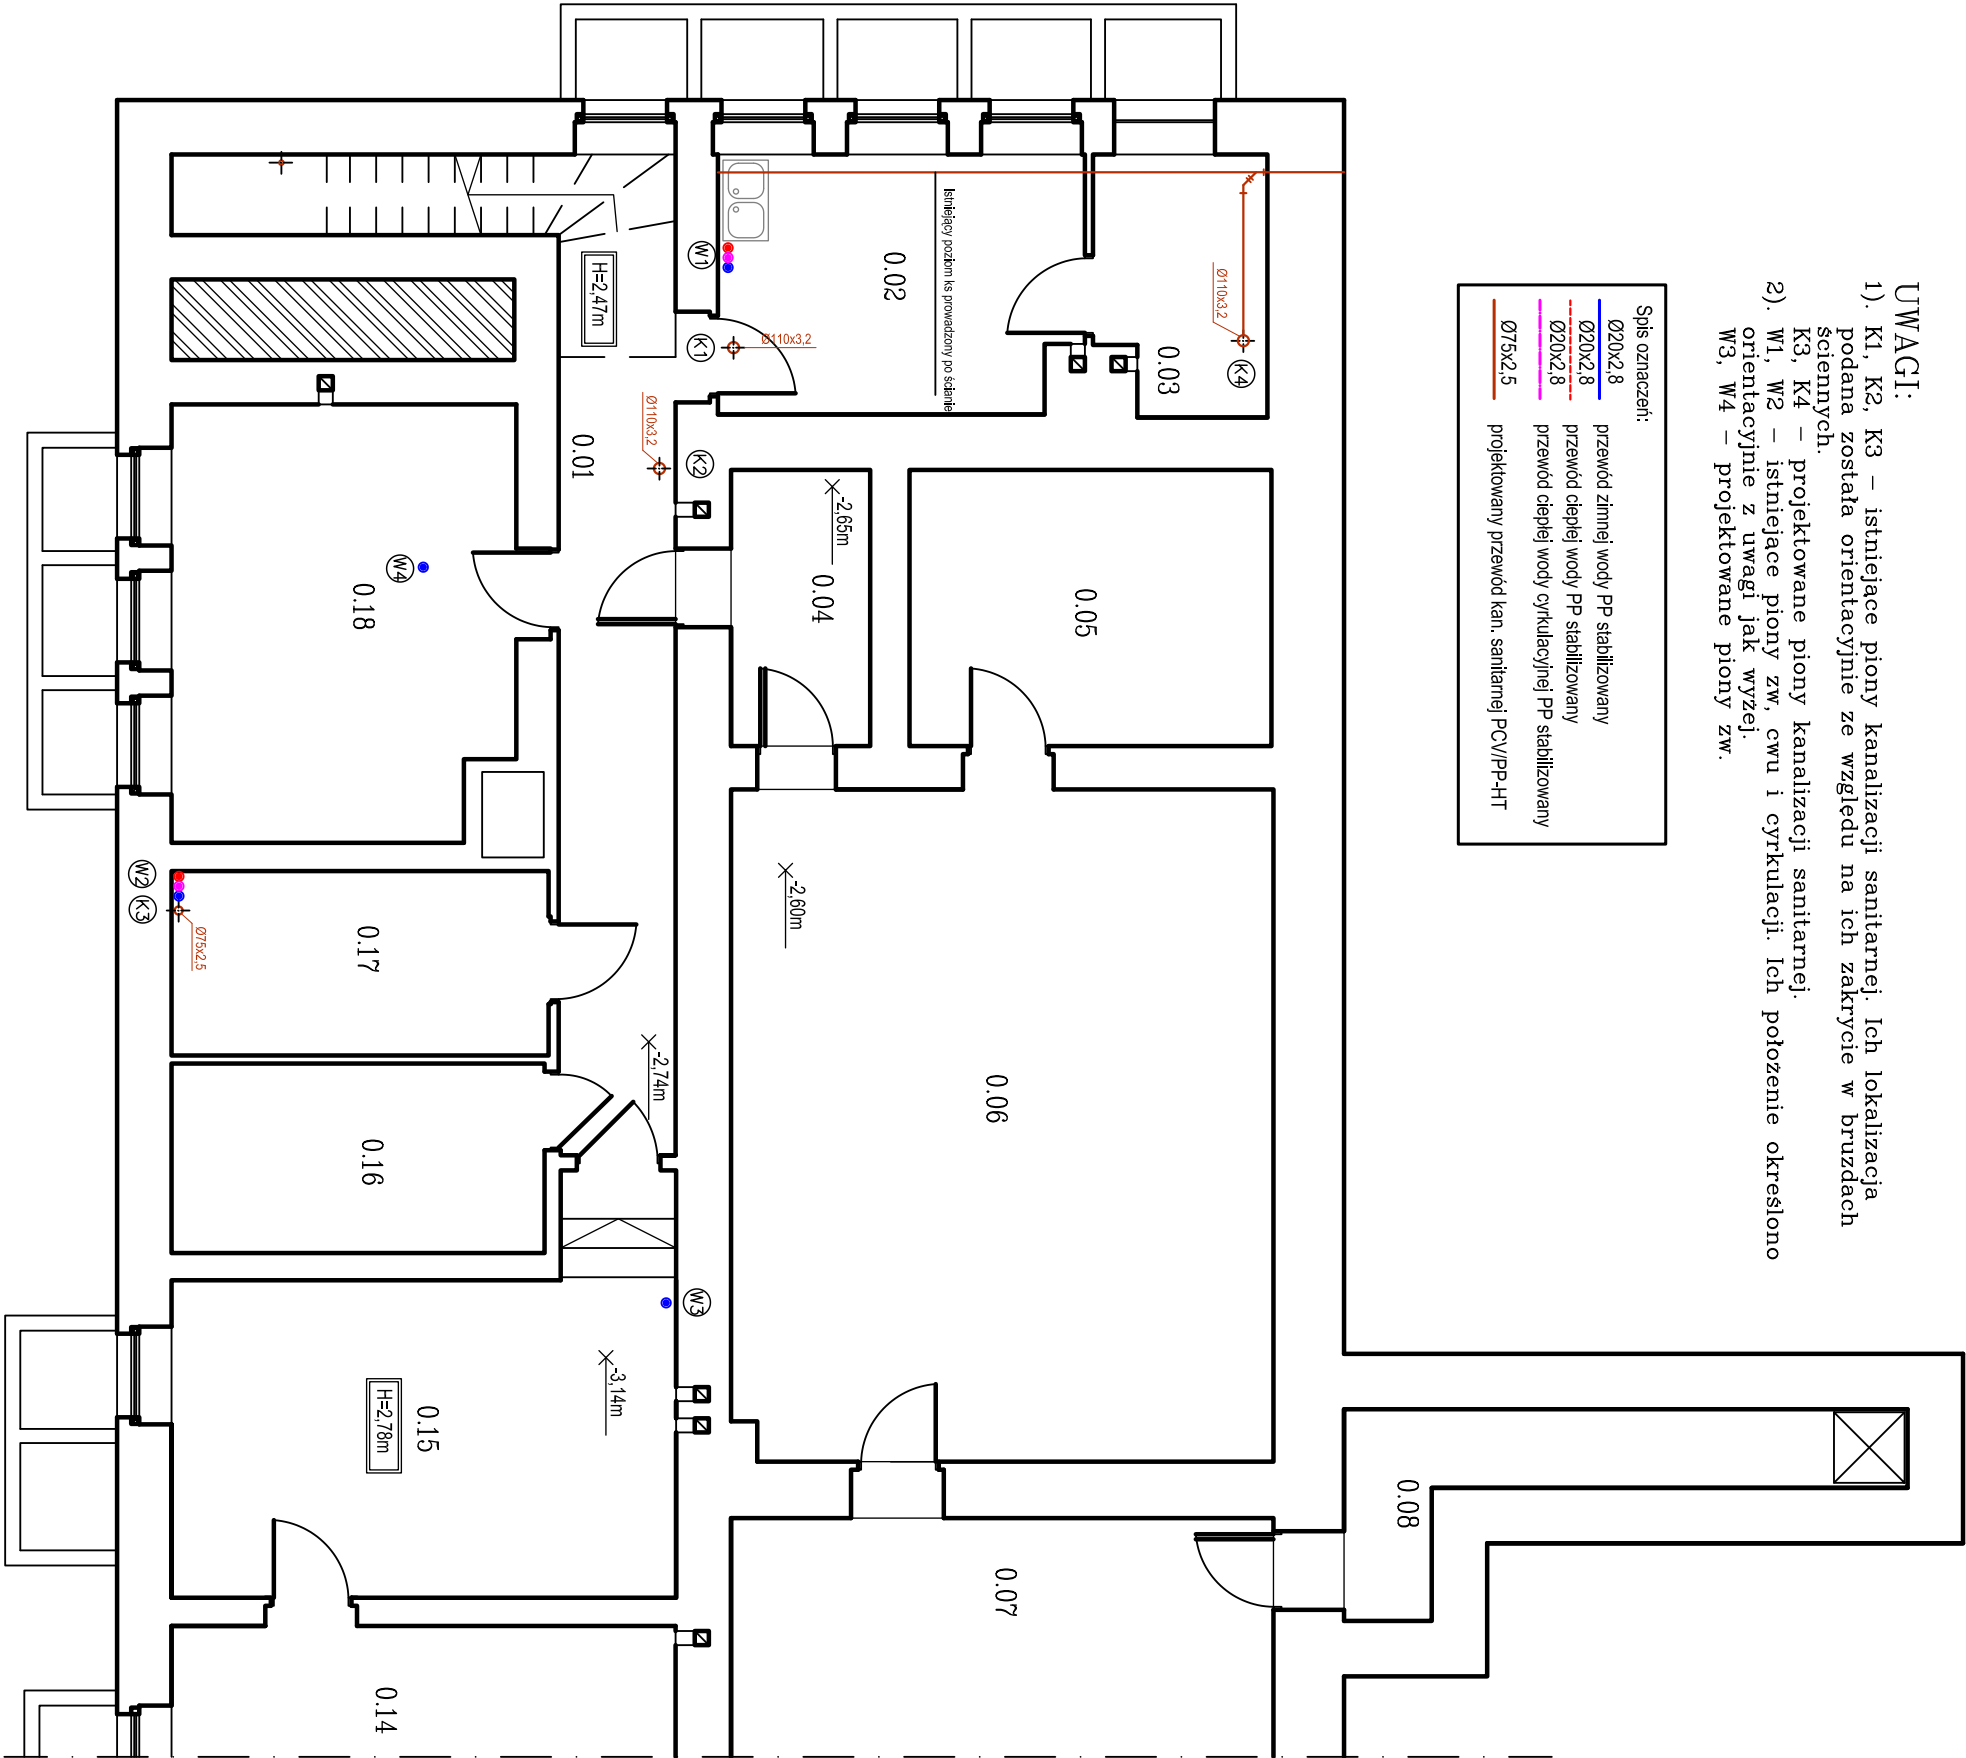 UWAGI:
1). K1, K2, K3 – istniejące piony kanalizacji sanitarnej. Ich lokalizacja
podana została orientacyjnie ze względu na ich zakrycie w bruzdach
ściennych.
K3, K4 – projektowane piony kanalizacji sanitarnej.
2). W1, W2 – istniejące piony zw, cwu i cyrkulacji. Ich położenie określono
orientacyjnie z uwagi jak wyżej.
W3, W4 – projektowane piony zw.
Spis oznaczeń:
Ø20x2,8 przewód zimnej wody PP stabilizowany
Ø20x2,8 przewód ciepłej wody PP stabilizowany
Ø20x2,8 przewód ciepłej wody cyrkulacyjnej PP stabilizowany
Ø75x2,5 projektowany przewód kan. sanitarnej PCV/PP-HT
0.08
Ø110x3,2
K4
0.03
0.05
Istniejący poziom ks prowadzony po ścianie
0.02
0.06
0.07
Ø110x3,2
-2,65m
0.04
-2,60m
W1
K1
K2
W3
Ø110x3,2
-2,74m
H=2,47m
0.01
-3,14m
W4
0.18
0.17
0.16
0.15
H=2,78m
0.14
Ø75x2,5
W2
K3